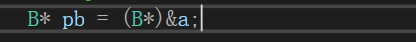 B* pb = (B*)&a;